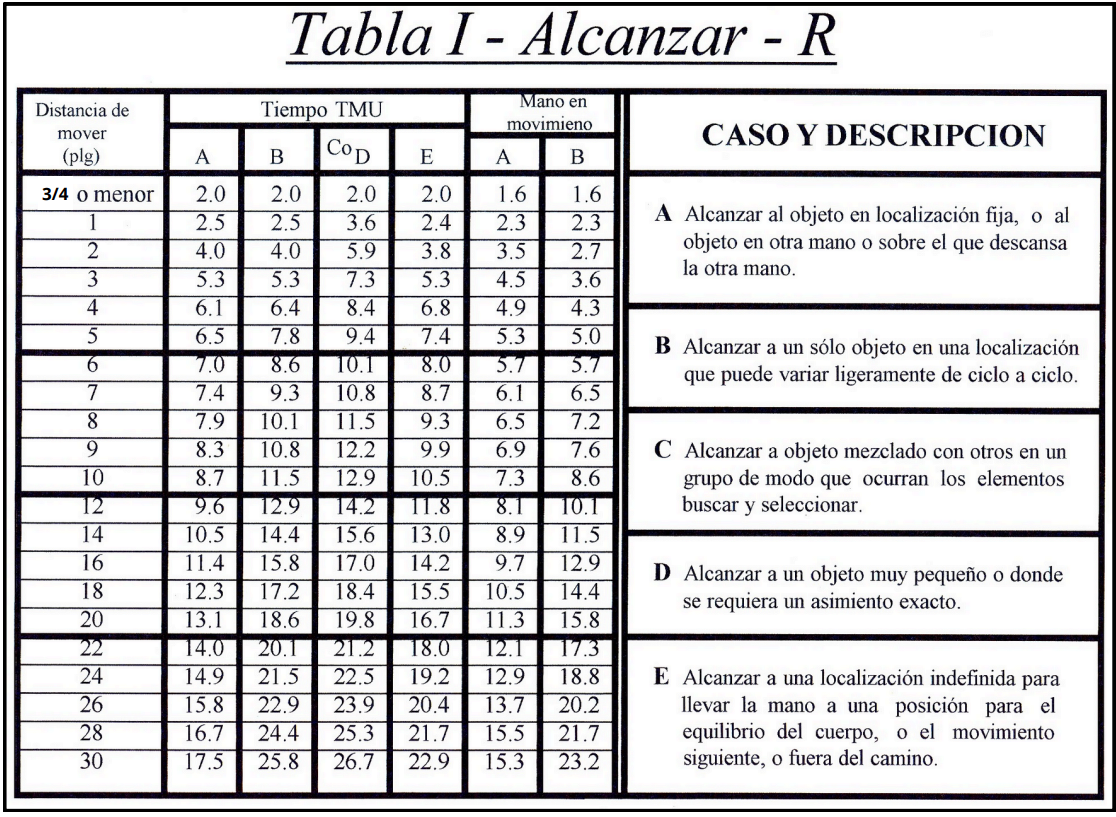 Tabla I - Alcanzar - R
Distancia de mover (plg) Tiempo TMU Mano en movimieno
A B Co D E A B
3/4 o menor 2.0 2.0 2.0 2.0 1.6 1.6
1 2.5 2.5 3.6 2.4 2.3 2.3
2 4.0 4.0 5.9 3.8 3.5 2.7
3 5.3 5.3 7.3 5.3 4.5 3.6
4 6.1 6.4 8.4 6.8 4.9 4.3
5 6.5 7.8 9.4 7.4 5.3 5.0
6 7.0 8.6 10.1 8.0 5.7 5.7
7 7.4 9.3 10.8 8.7 6.1 6.5
8 7.9 10.1 11.5 9.3 6.5 7.2
9 8.3 10.8 12.2 9.9 6.9 7.6
10 8.7 11.5 12.9 10.5 7.3 8.6
12 9.6 12.9 14.2 11.8 8.1 10.1
14 10.5 14.4 15.6 13.0 8.9 11.5
16 11.4 15.8 17.0 14.2 9.7 12.9
18 12.3 17.2 18.4 15.5 10.5 14.4
20 13.1 18.6 19.8 16.7 11.3 15.8
22 14.0 20.1 21.2 18.0 12.1 17.3
24 14.9 21.5 22.5 19.2 12.9 18.8
26 15.8 22.9 23.9 20.4 13.7 20.2
28 16.7 24.4 25.3 21.7 15.5 21.7
30 17.5 25.8 26.7 22.9 15.3 23.2
CASO Y DESCRIPCION
A Alcanzar al objeto en localización fija, o al
objeto en otra mano o sobre el que descansa
la otra mano.
B Alcanzar a un sólo objeto en una localización
que puede variar ligeramente de ciclo a ciclo.
C Alcanzar a objeto mezclado con otros en un
grupo de modo que ocurran los elementos
buscar y seleccionar.
D Alcanzar a un objeto muy pequeño o donde
se requiera un asimiento exacto.
E Alcanzar a una localización indefinida para
llevar la mano a una posición para el
equilibrio del cuerpo, o el movimiento
siguiente, o fuera del camino.